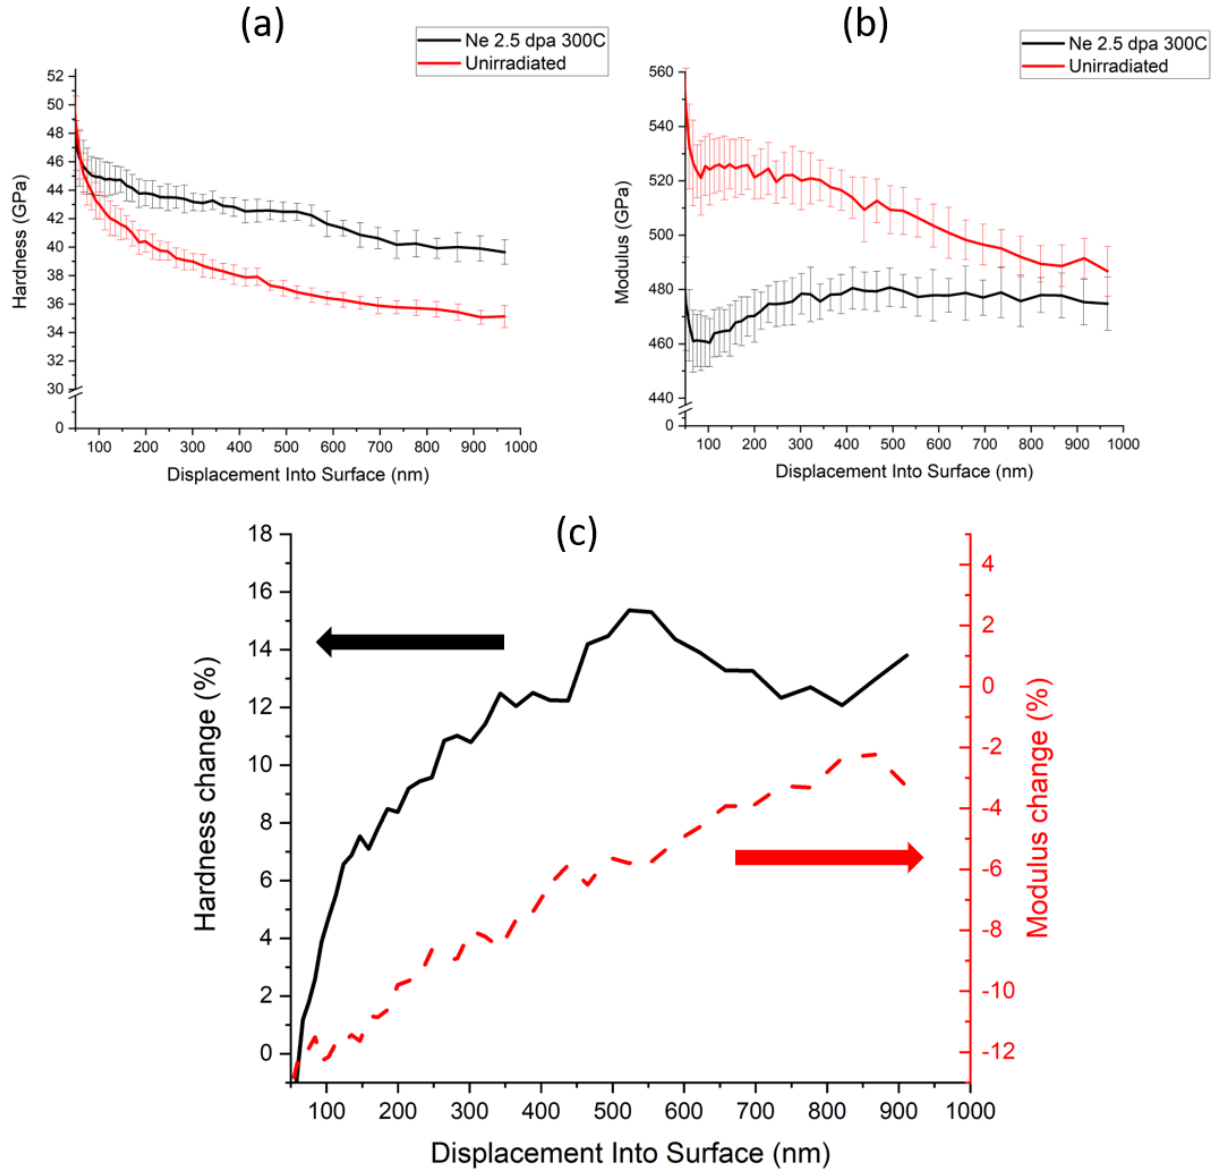 (a)
Ne 2.5 dpa 300C
Unirradiated
52
50
48
46
44
42
40
38
36
34
32
30
0
Hardness (GPa)
100 200 300 400 500 600 700 800 900 1000
Displacement Into Surface (nm)
(b)
Ne 2.5 dpa 300C
Unirradiated
560
540
520
500
480
460
440
0
Modulus (GPa)
100 200 300 400 500 600 700 800 900 1000
Displacement Into Surface (nm)
(c)
18
16
14
12
10
8
6
4
2
0
Hardness change (%)
4
2
0
-2
-4
-6
-8
-10
-12
Modulus change (%)
100 200 300 400 500 600 700 800 900 1000
Displacement Into Surface (nm)